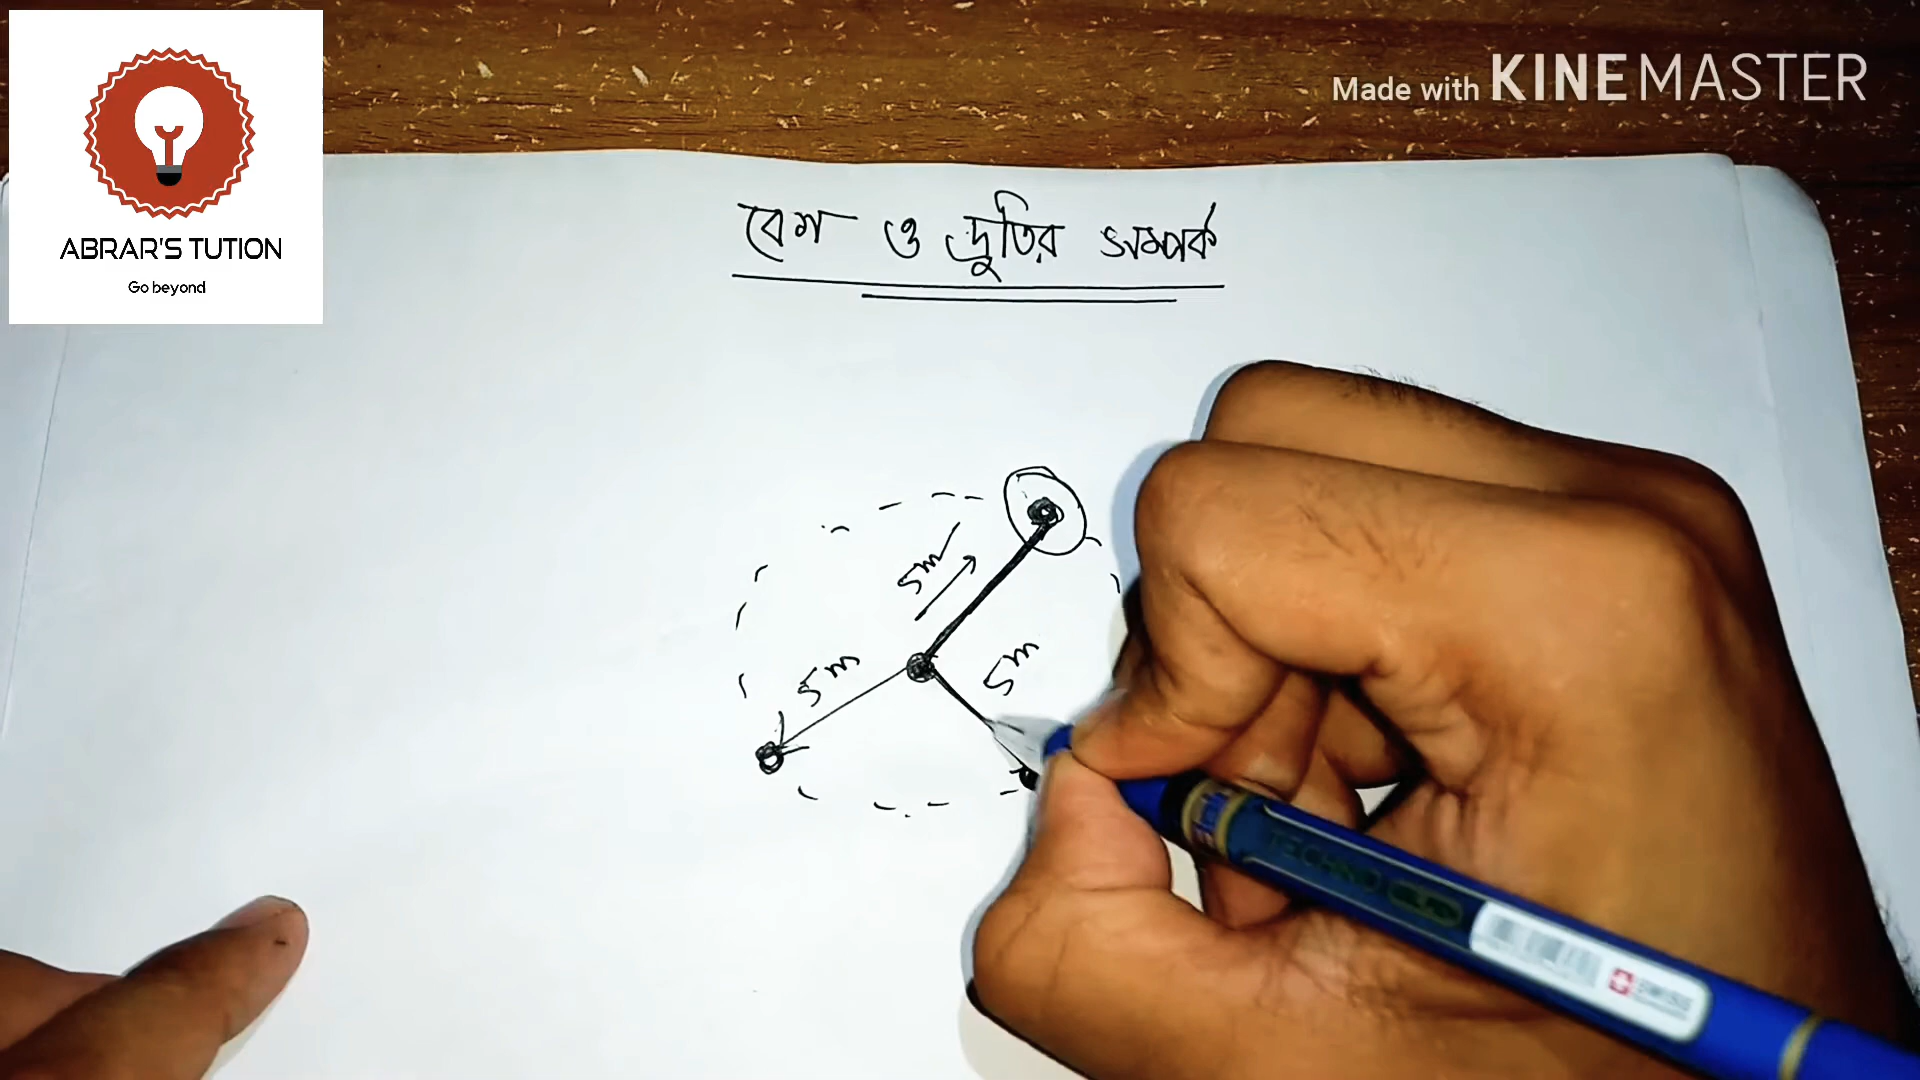 ABRAR'S TUTION
Go beyond
Made with KINEMASTER
বেগ ও দ্রুতির সম্পর্ক
5m
5m
5m